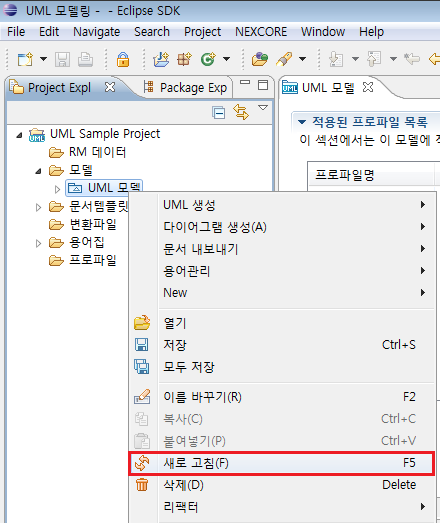 UML 모델링 - - Eclipse SDK
File Edit Navigate Search Project NEXCORE Window Help
Project Expl
Package Exp
UML 모델
UML Sample Project
RM 데이터
모델
UML 모델
문서템플릿
변환파일
용어집
프로파일
적용된 프로파일 목록
이 섹션에서는 이 모델에
프로파일명
UML 생성
다이어그램 생성(A)
문서 내보내기
용어관리
New
열기
저장 Ctrl+S
모두 저장
이름 바꾸기(R) F2
복사(C) Ctrl+C
붙여넣기(P) Ctrl+V
새로 고침(F) F5
삭제(D) Delete
리팩터